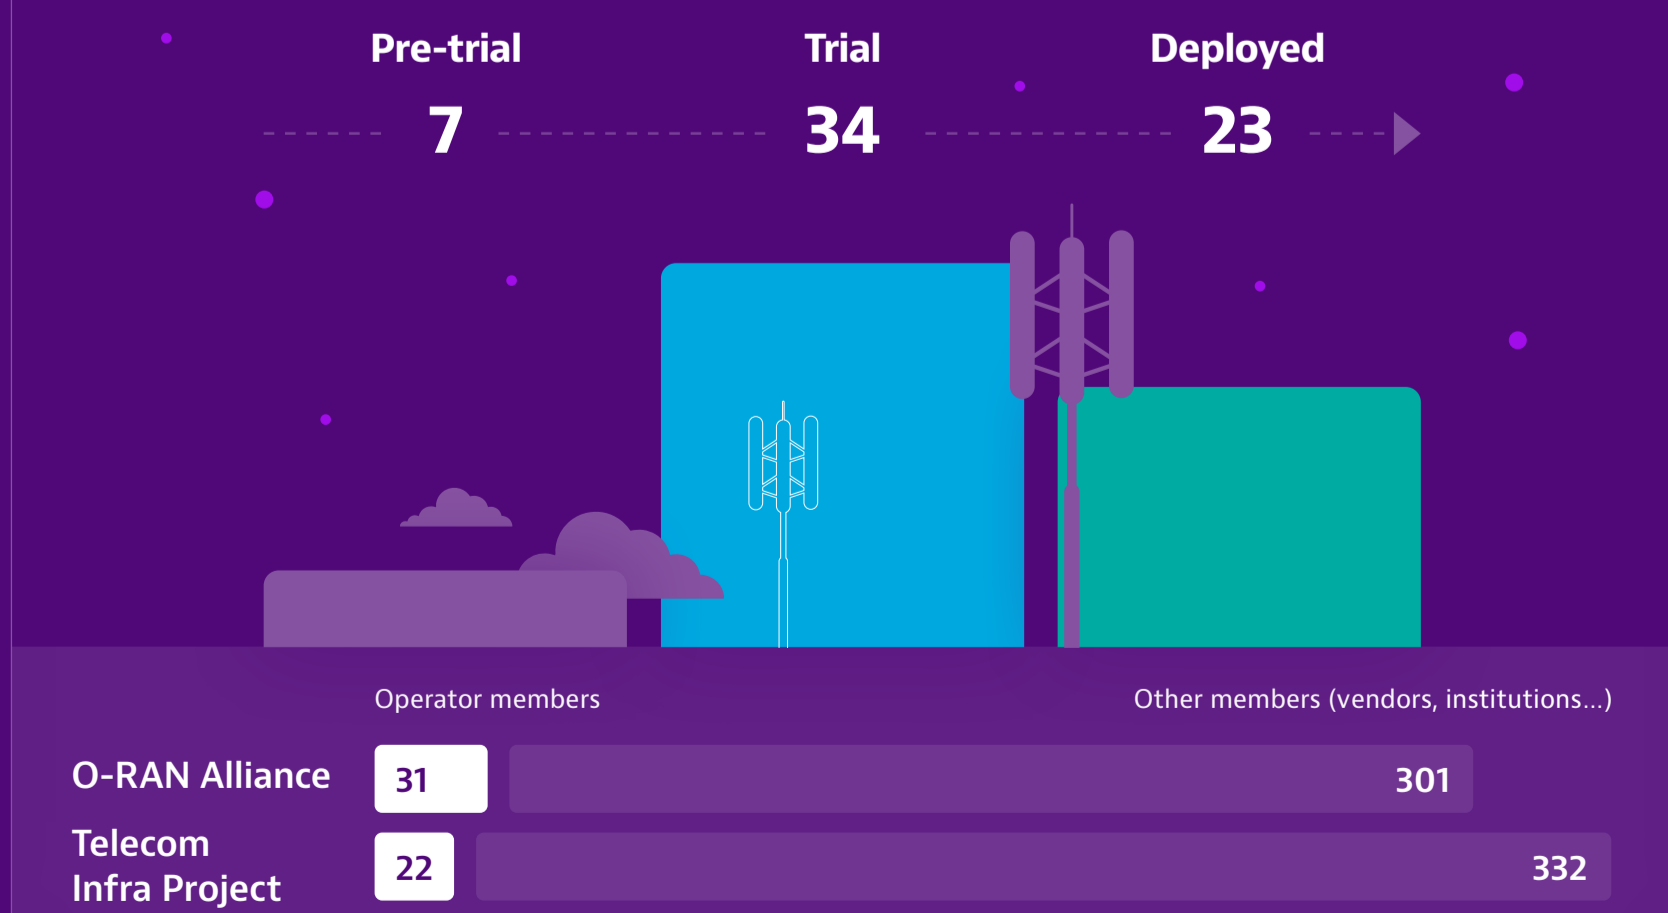 Pre-trial Trial Deployed
7 34 23
Operator members Other members (vendors, institutions...)
O-RAN Alliance 31 301
Telecom
Infra Project 22 332